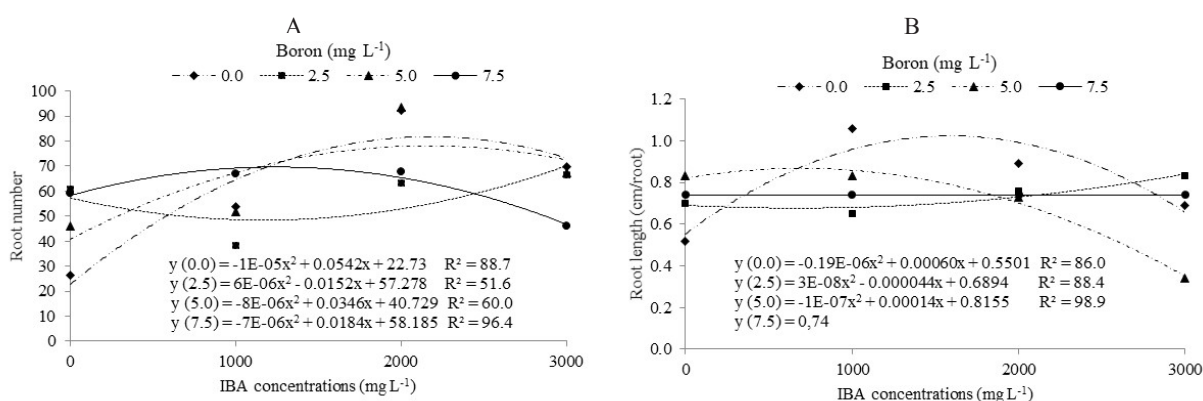 A
Boron (mg L⁻¹)
0.0 2.5 5.0 7.5
Root number
100
90
80
70
60
50
40
30
20
10
0
y (0.0) = -1E-05x² + 0.0542x + 22.73 R² = 88.7
y (2.5) = 6E-06x² - 0.0152x + 57.278 R² = 51.6
y (5.0) = -8E-06x² + 0.0346x + 40.729 R² = 60.0
y (7.5) = -7E-06x² + 0.0184x + 58.185 R² = 96.4
0 1000 2000 3000
IBA concentrations (mg L⁻¹)
B
Boron (mg L⁻¹)
0.0 2.5 5.0 7.5
Root length (cm/root)
1.2
1.0
0.8
0.6
0.4
0.2
0.0
y (0.0) = -0.19E-06x² + 0.00060x + 0.5501 R² = 86.0
y (2.5) = 3E-08x² - 0.000044x + 0.6894 R² = 88.4
y (5.0) = -1E-07x² + 0.00014x + 0.8155 R² = 98.9
y (7.5) = 0,74
0 1000 2000 3000
IBA concentrations (mg L⁻¹)